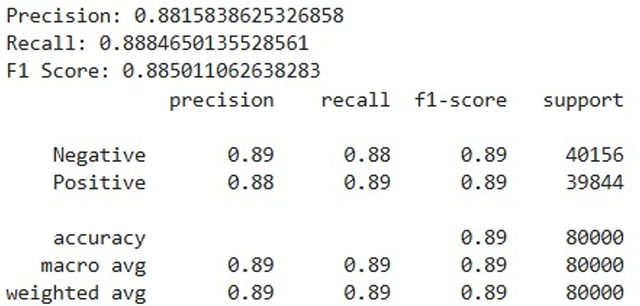 Precision: 0.8815838625326858
Recall: 0.8884650135528561
F1 Score: 0.885011062638283
precision recall f1-score support
Negative 0.89 0.88 0.89 40156
Positive 0.88 0.89 0.89 39844
accuracy 0.89 80000
macro avg 0.89 0.89 0.89 80000
weighted avg 0.89 0.89 0.89 80000